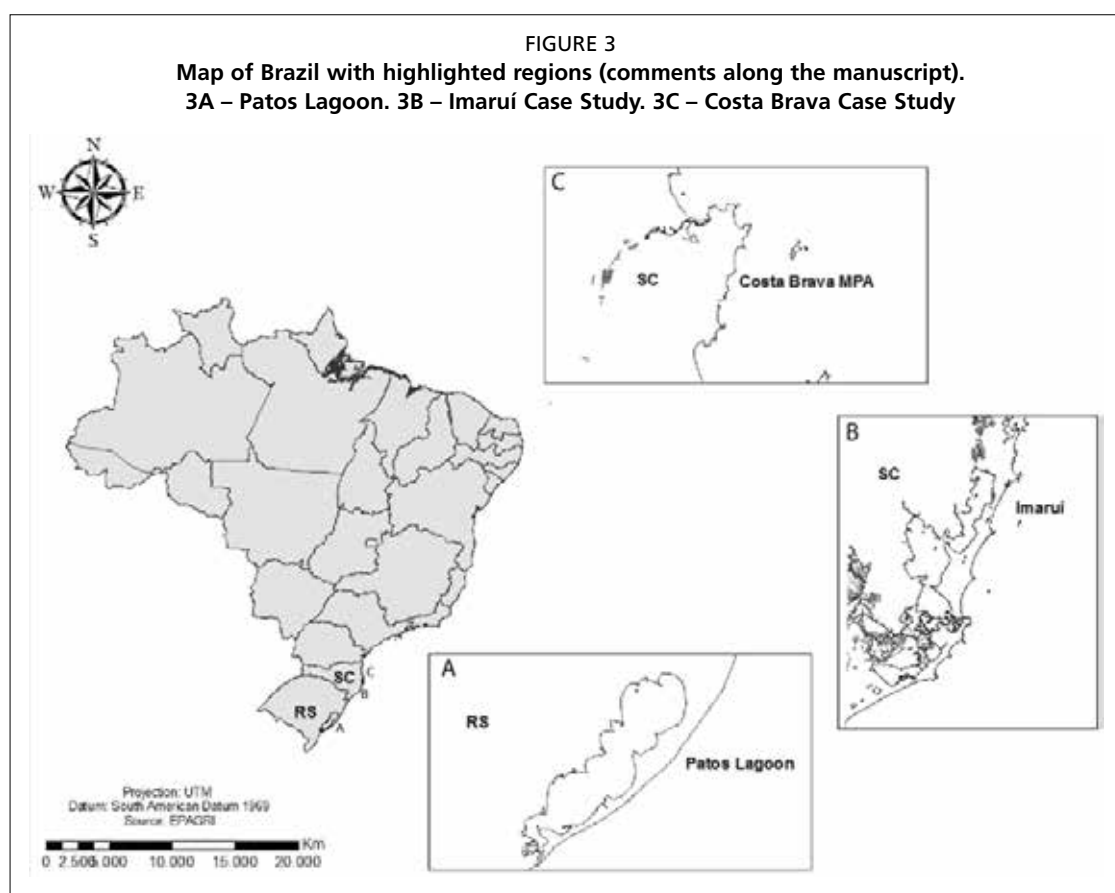 FIGURE 3
Map of Brazil with highlighted regions (comments along the manuscript).
3A – Patos Lagoon. 3B – Imaruí Case Study. 3C – Costa Brava Case Study
N
W E
S
C
SC
Costa Brava MPA
B
SC
Imaruí
SC
C
B
RS
A
A
RS
Patos Lagoon
Projection: UTM
Datum: South American Datum 1969
Source: EPAGRI
Km
0 2.500 5.000 10.000 15.000 20.000